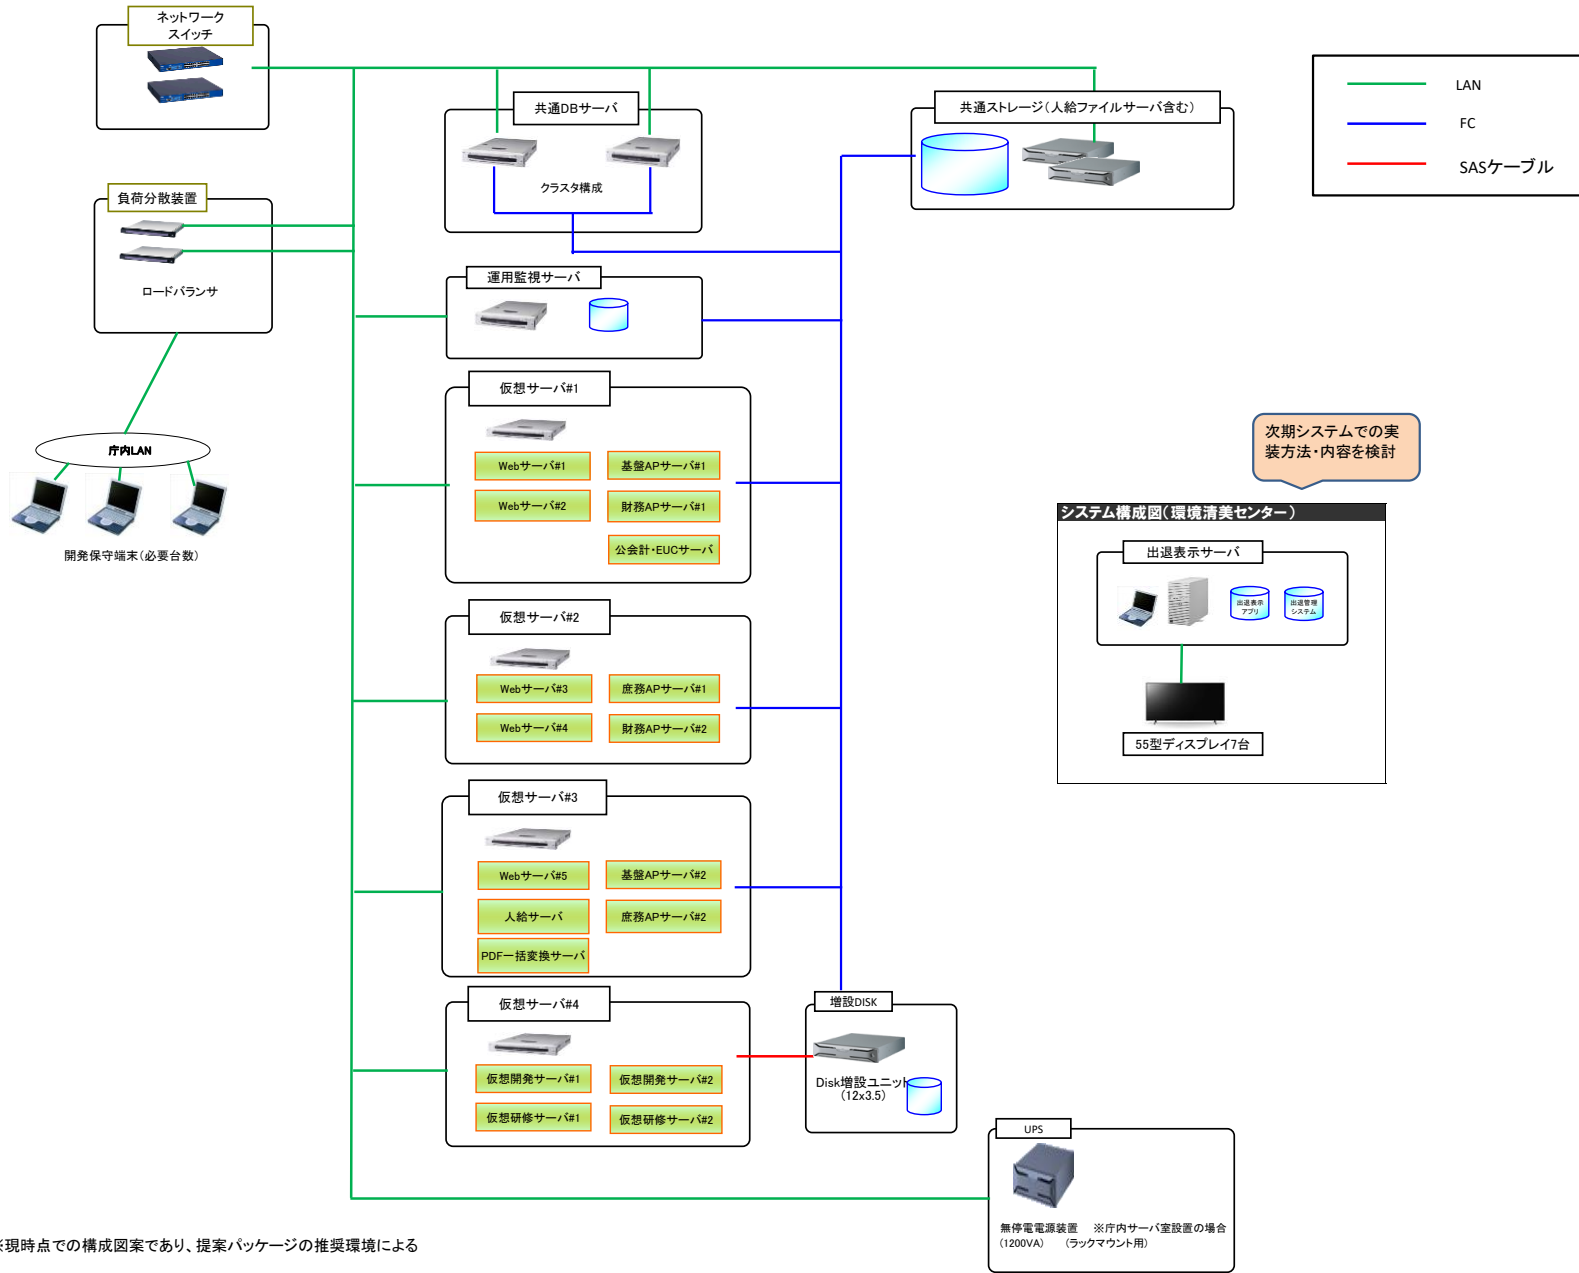 ネットワーク
スイッチ
共通DBサーバ
クラスタ構成
共通ストレージ(人給ファイルサーバ含む)
LAN
FC
SASケーブル
負荷分散装置
ロードバランサ
運用監視サーバ
庁内LAN
開発保守端末(必要台数)
仮想サーバ#1
Webサーバ#1
基盤APサーバ#1
Webサーバ#2
財務APサーバ#1
公会計・EUCサーバ
次期システムでの実
装方法・内容を検討
システム構成図(環境清美センター)
出退表示サーバ
出退表示
アプリ
出退管理
システム
55型ディスプレイ7台
仮想サーバ#2
Webサーバ#3
庶務APサーバ#1
Webサーバ#4
財務APサーバ#2
仮想サーバ#3
Webサーバ#5
基盤APサーバ#2
人給サーバ
庶務APサーバ#2
PDF一括変換サーバ
仮想サーバ#4
仮想開発サーバ#1
仮想開発サーバ#2
仮想研修サーバ#1
仮想研修サーバ#2
増設DISK
Disk増設ユニット
(12x3.5)
UPS
無停電電源装置 ※庁内サーバ室設置の場合
(1200VA) (ラックマウント用)
※現時点での構成図案であり、提案パッケージの推奨環境による